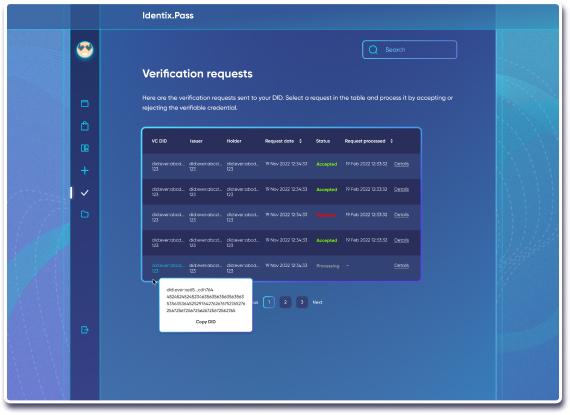 Identix.Pass
Search
Verification requests
Here are the verification requests sent to your DID. Select a request in the table and process it by accepting or
rejecting the verifiable credential.
VC DID Issuer Holder Request date Status Request processed
did:ever:abcd... did:ever:abcd... did:ever:abcd... 19 Nov 2022 12:34:33 Accepted 19 Feb 2022 12:33:32 Details
123 123 123
did:ever:abcd... did:ever:abcd... did:ever:abcd... 19 Nov 2022 12:34:33 Accepted 19 Feb 2022 12:33:32 Details
123 123 123
did:ever:abcd... did:ever:abcd... did:ever:abcd... 19 Nov 2022 12:34:33 19 Feb 2022 12:33:32 Details
123 123 123
did:ever:abcd... did:ever:abcd... did:ever:abcd... 19 Nov 2022 12:34:33 Accepted 19 Feb 2022 12:33:32 Details
123 123 123
did:ever:abcd... did:ever:abcd... did:ever:abcd... 19 Nov 2022 12:34:33 Processing – Details
123 123 123
Copy DID
1 2 3 Next